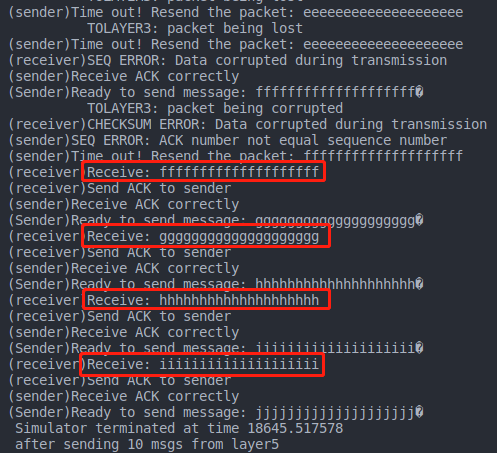 TOLAYER3: packet being lost
(sender)Time out! Resend the packet: eeeeeeeeeeeeeeeeeeee
TOLAYER3: packet being lost
(sender)Time out! Resend the packet: eeeeeeeeeeeeeeeeeeee
(receiver)SEQ ERROR: Data corrupted during transmission
(sender)Receive ACK correctly
(Sender)Ready to send message: ffffffffffffffffffff�
TOLAYER3: packet being corrupted
(receiver)CHECKSUM ERROR: Data corrupted during transmission
(sender)SEQ ERROR: ACK number not equal sequence number
(sender)Time out! Resend the packet: ffffffffffffffffffff
(receiver)Receive: ffffffffffffffffffff
(receiver)Send ACK to sender
(sender)Receive ACK correctly
(Sender)Ready to send message: gggggggggggggggggggg�
(receiver)Receive: gggggggggggggggggggg
(receiver)Send ACK to sender
(sender)Receive ACK correctly
(Sender)Ready to send message: hhhhhhhhhhhhhhhhhhhh�
(receiver)Receive: hhhhhhhhhhhhhhhhhhhh
(receiver)Send ACK to sender
(sender)Receive ACK correctly
(Sender)Ready to send message: iiiiiiiiiiiiiiiiiiii�
(receiver)Receive: iiiiiiiiiiiiiiiiiiii
(receiver)Send ACK to sender
(sender)Receive ACK correctly
(Sender)Ready to send message: jjjjjjjjjjjjjjjjjjjj�
Simulator terminated at time 18645.517578
after sending 10 msgs from layer5